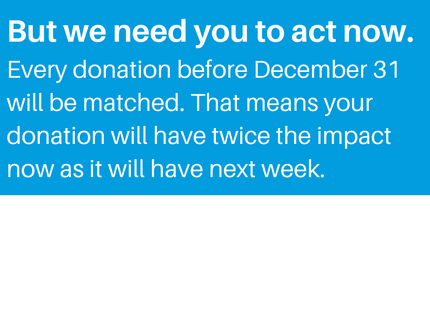 But we need you to act now.
Every donation before December 31
will be matched. That means your
donation will have twice the impact
now as it will have next week.